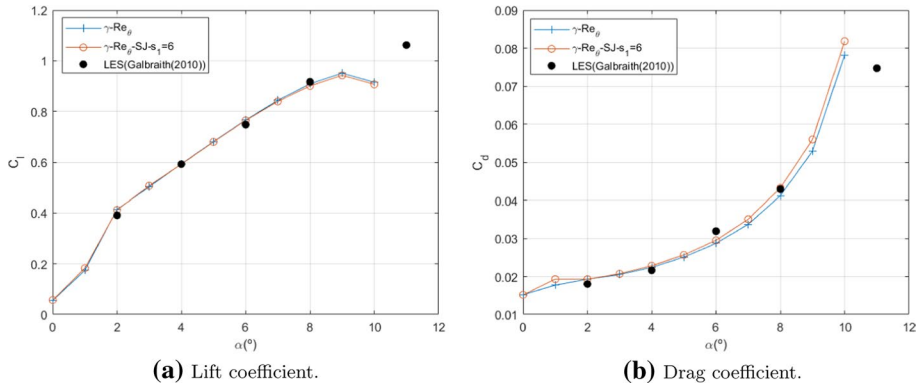 1.2
1
0.8
0.6
0.4
0.2
0
C_l
γ-Re_θ
γ-Re_θ-SJ-s_1=6
LES(Galbraith(2010))
0 2 4 6 8 10 12
α(º)
(a) Lift coefficient.
0.09
0.08
0.07
0.06
0.05
0.04
0.03
0.02
0.01
C_d
γ-Re_θ
γ-Re_θ-SJ-s_1=6
LES(Galbraith(2010))
0 2 4 6 8 10 12
α(º)
(b) Drag coefficient.